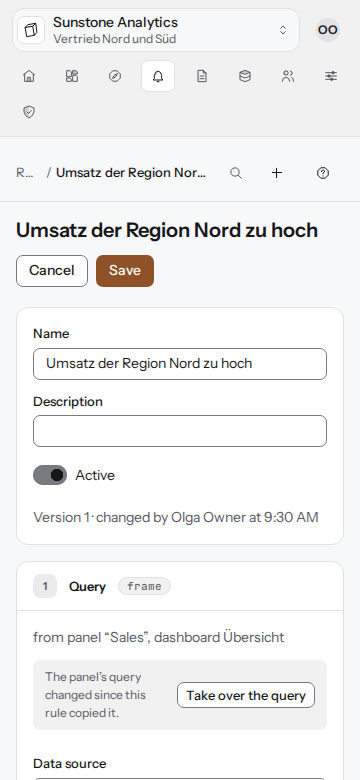 Sunstone Analytics
Vertrieb Nord und Süd
OO
R... / Umsatz der Region Nor...
Umsatz der Region Nord zu hoch
Cancel Save
Name
Umsatz der Region Nord zu hoch
Description
Active
Version 1 · changed by Olga Owner at 9:30 AM
1 Query frame
from panel “Sales”, dashboard Übersicht
The panel's query
changed since this
rule copied it.
Take over the query
Data source